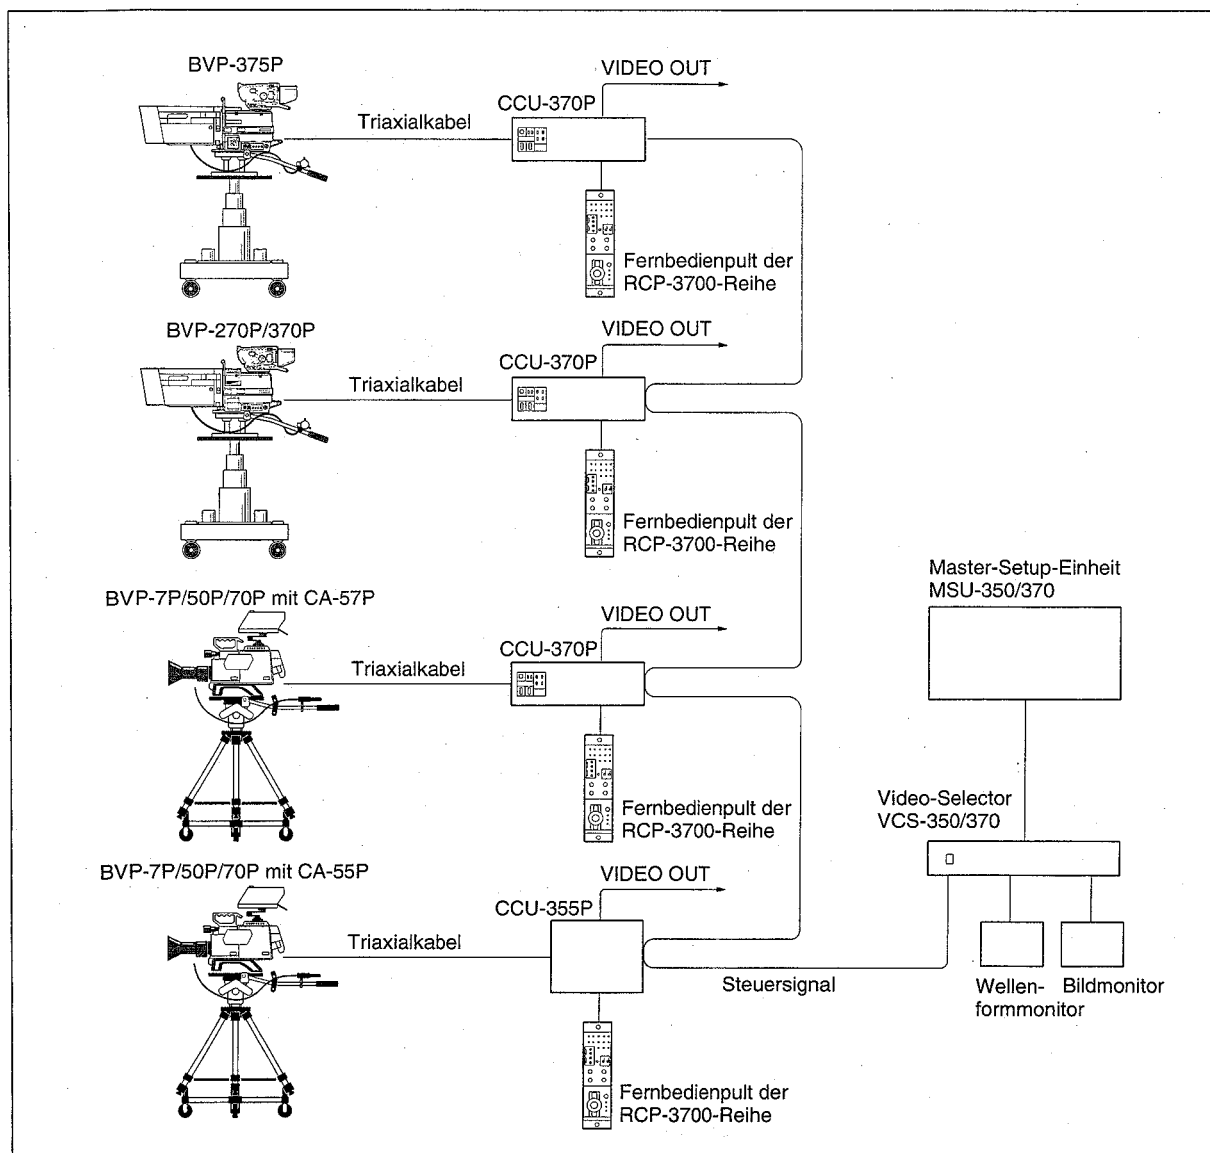 BVP-375P
VIDEO OUT
CCU-370P
Triaxialkabel
Fernbedienpult der
RCP-3700-Reihe
BVP-270P/370P
VIDEO OUT
CCU-370P
Triaxialkabel
Fernbedienpult der
RCP-3700-Reihe
BVP-7P/50P/70P mit CA-57P
VIDEO OUT
CCU-370P
Triaxialkabel
Fernbedienpult der
RCP-3700-Reihe
BVP-7P/50P/70P mit CA-55P
VIDEO OUT
CCU-355P
Triaxialkabel
Steuersignal
Fernbedienpult der
RCP-3700-Reihe
Master-Setup-Einheit
MSU-350/370
Video-Selector
VCS-350/370
Wellen-
formmonitor
Bildmonitor